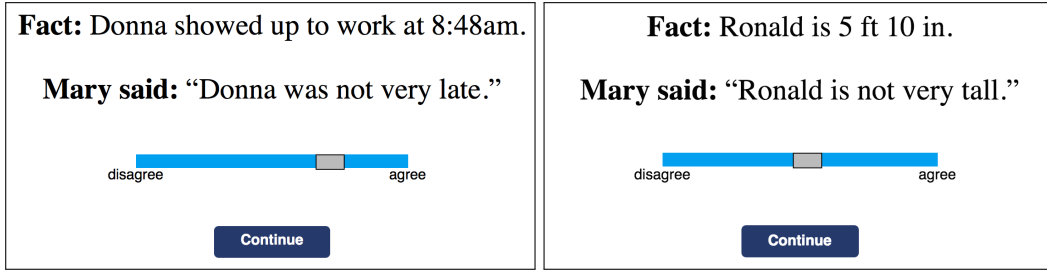 Fact: Donna showed up to work at 8:48am.
Mary said: “Donna was not very late.”
disagree agree
Continue
Fact: Ronald is 5 ft 10 in.
Mary said: “Ronald is not very tall.”
disagree agree
Continue